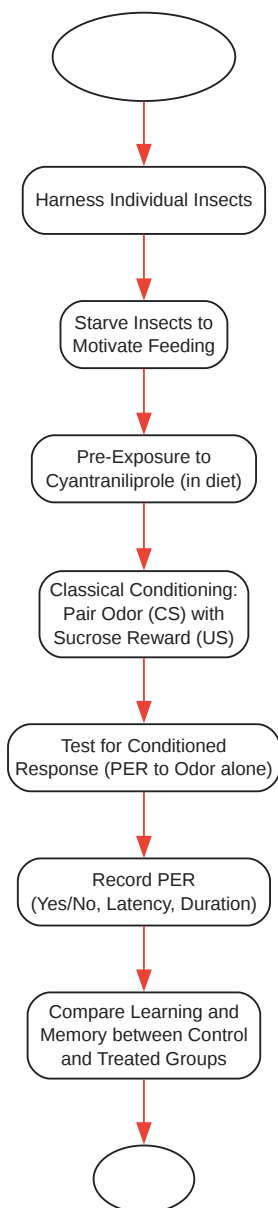 Harness Individual Insects
Starve Insects to
Motivate Feeding
Pre-Exposure to
Cyantraniliprole (in diet)
Classical Conditioning:
Pair Odor (CS) with
Sucrose Reward (US)
Test for Conditioned
Response (PER to Odor alone)
Record PER
(Yes/No, Latency, Duration)
Compare Learning and
Memory between Control
and Treated Groups